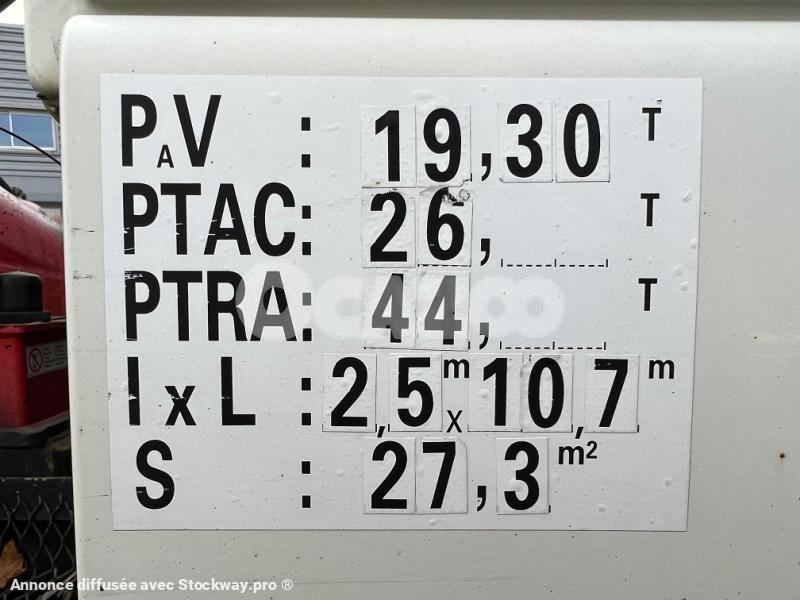 PAV : 19,30 T
PTAC: 26, T
PTRA: 44, T
l x L : 2,5 m x 10,7 m
S : 27,3 m²
Annonce diffusée avec Stockway.pro ®